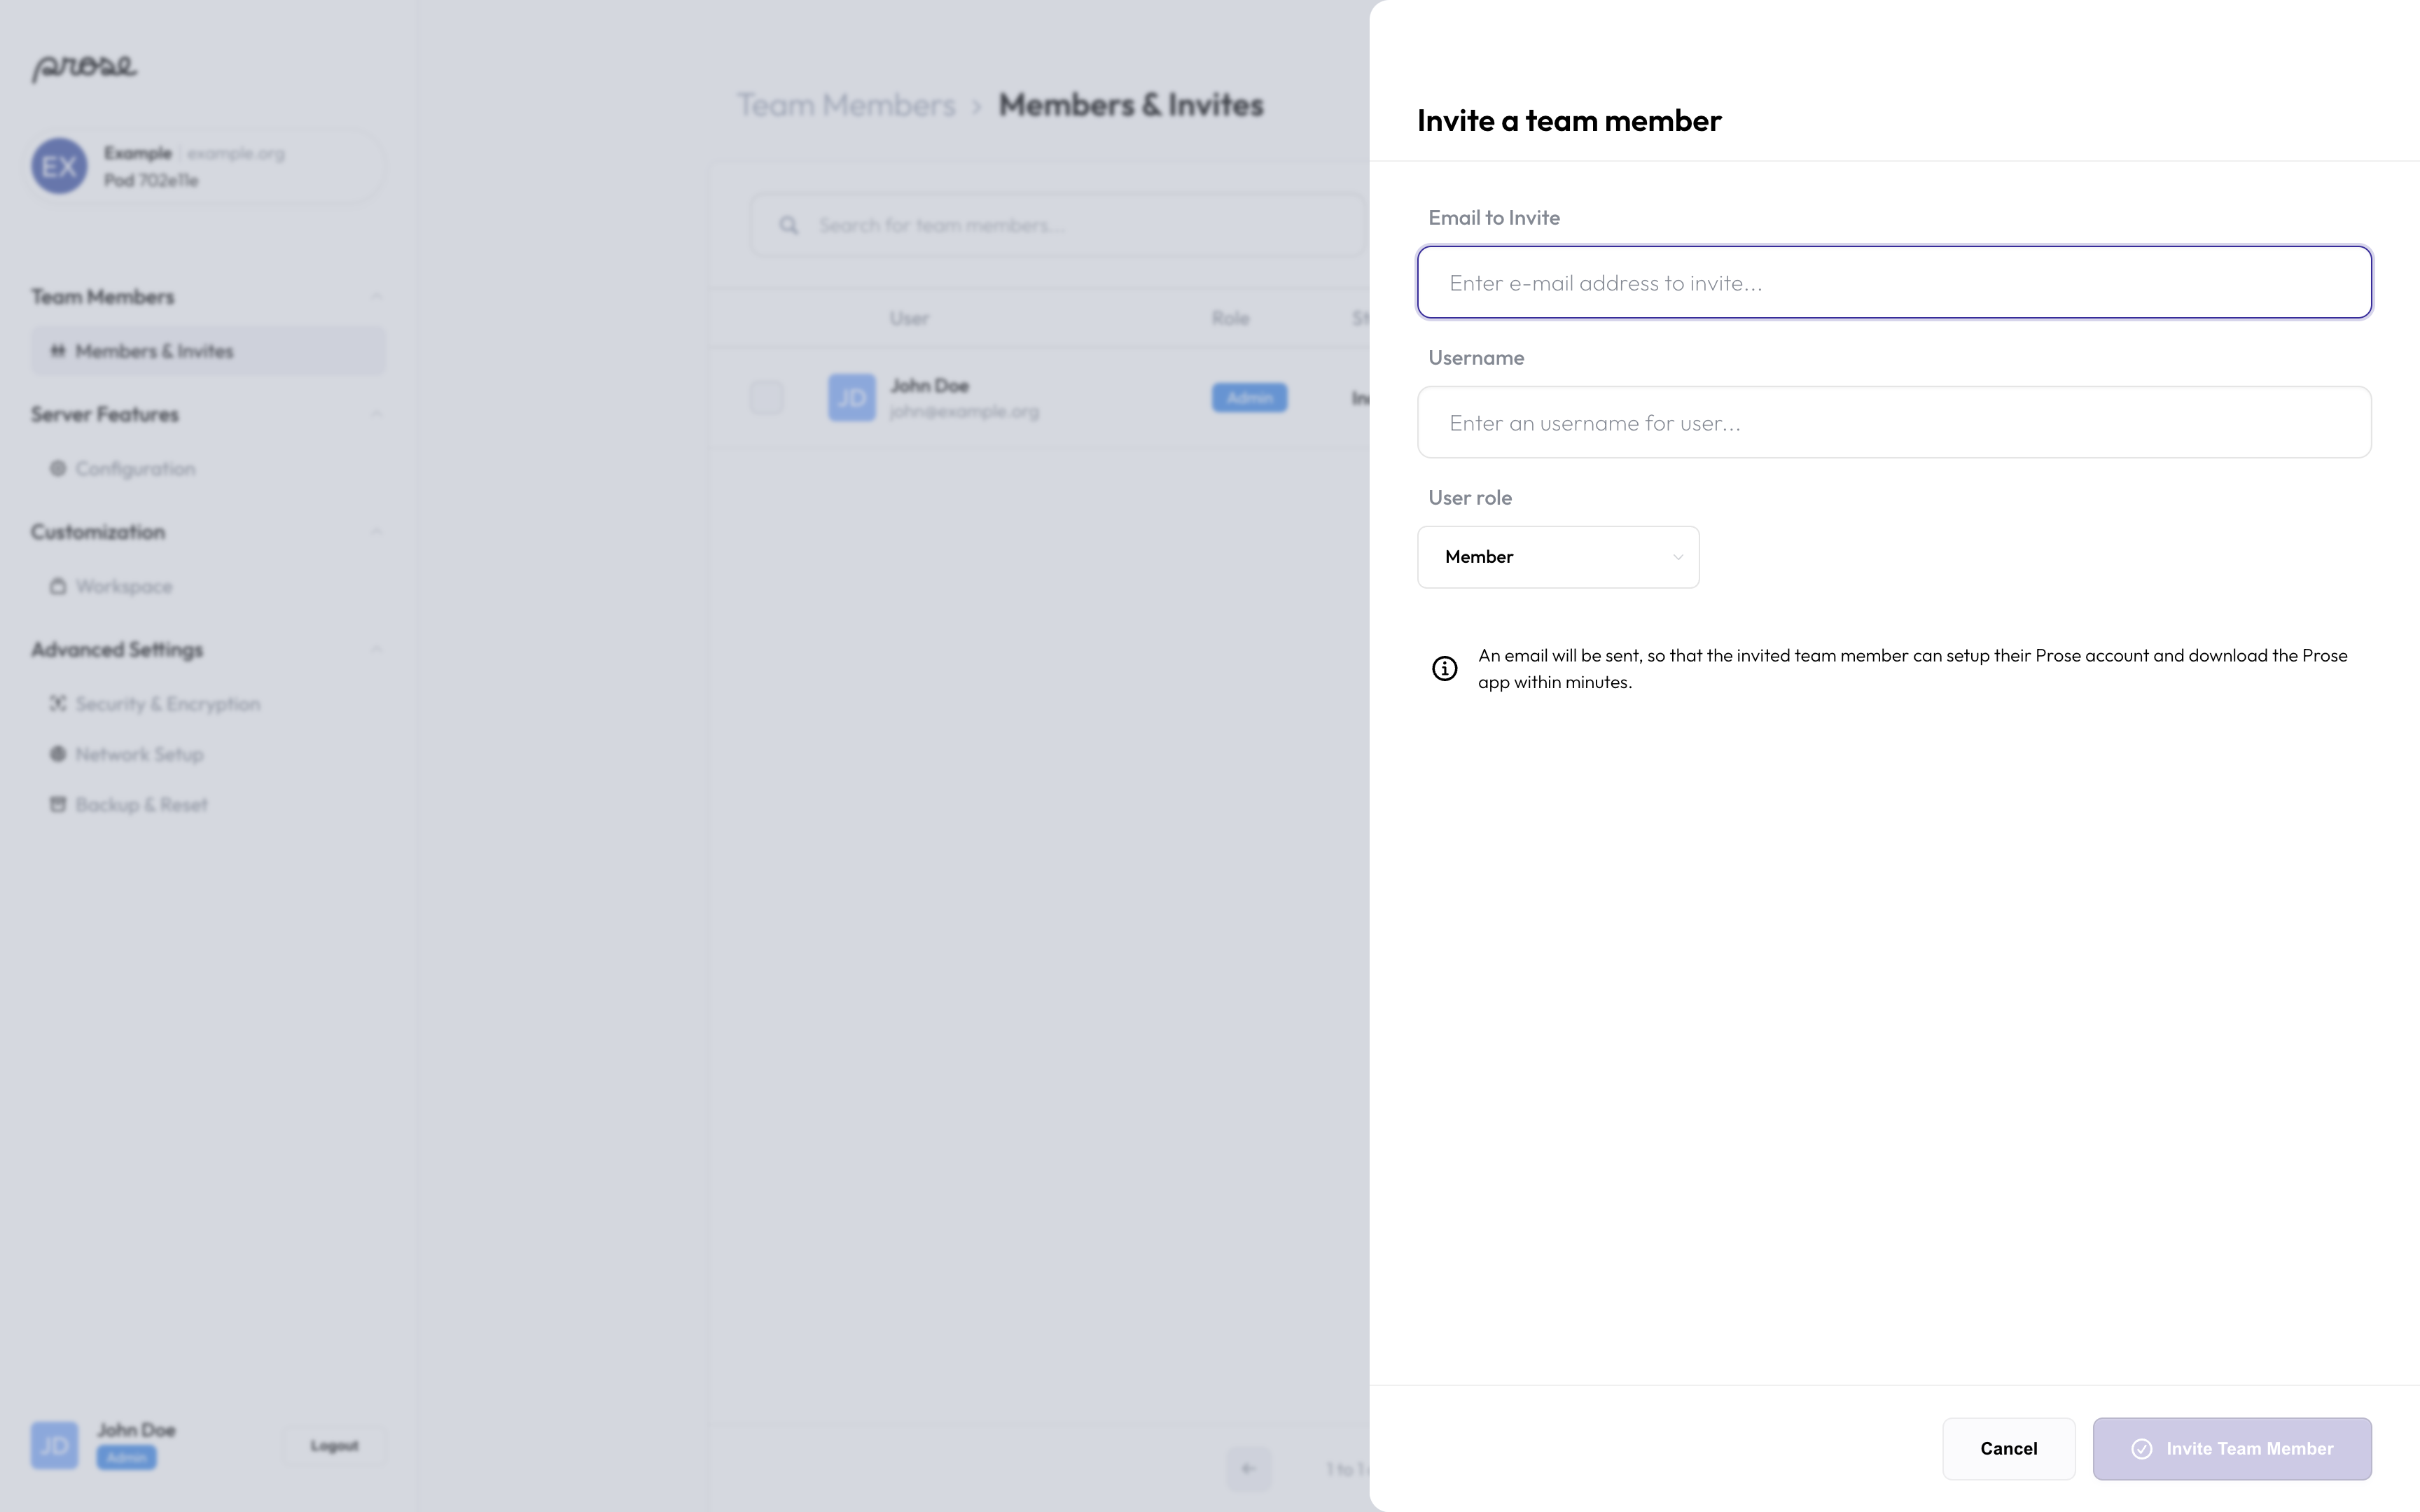 prose
EX
Example example.org
Pod 702e11e
Team Members
Members & Invites
Server Features
Configuration
Customization
Workspace
Advanced Settings
Security & Encryption
Network Setup
Backup & Reset
JD
John Doe
Admin
Logout
Team Members › Members & Invites
Search for team members...
User Role
JD
John Doe
john@example.org
Admin
1 to 1
Invite a team member
Email to Invite
Enter e-mail address to invite...
Username
Enter an username for user...
User role
Member
An email will be sent, so that the invited team member can setup their Prose account and download the Prose
app within minutes.
Cancel
Invite Team Member